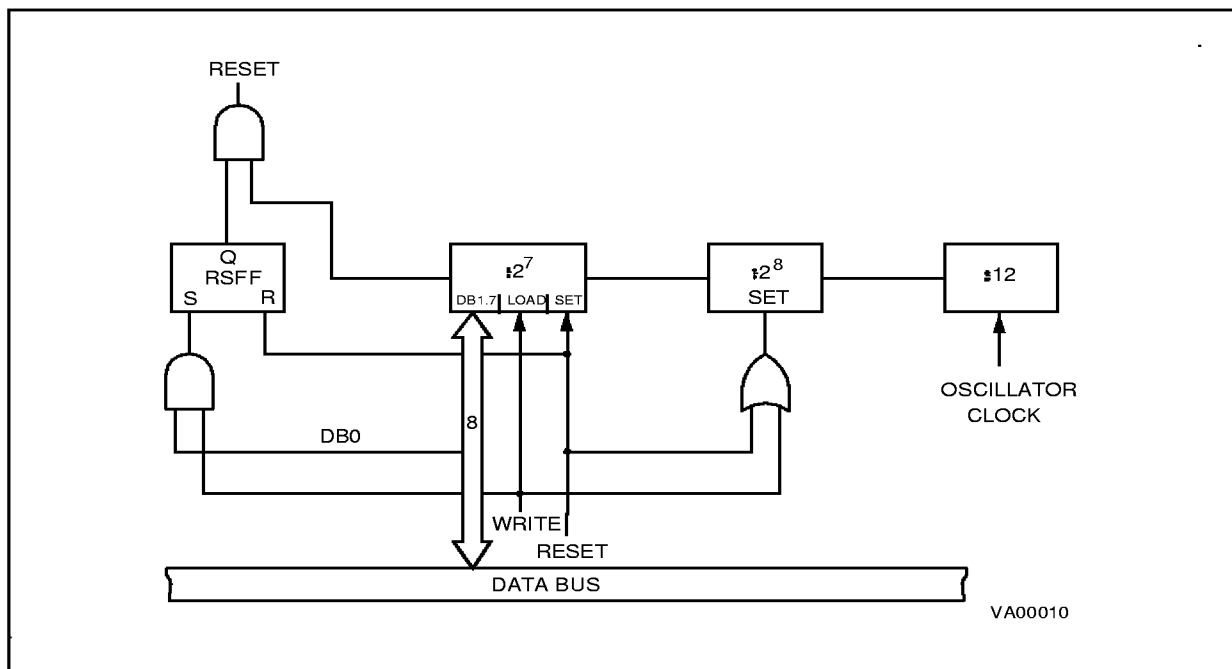 RESET
Q
RSFF
S R
÷2⁷
DB1.7 LOAD SET
÷2⁸
SET
÷12
OSCILLATOR
CLOCK
8
DB0
WRITE
RESET
DATA BUS
VA00010